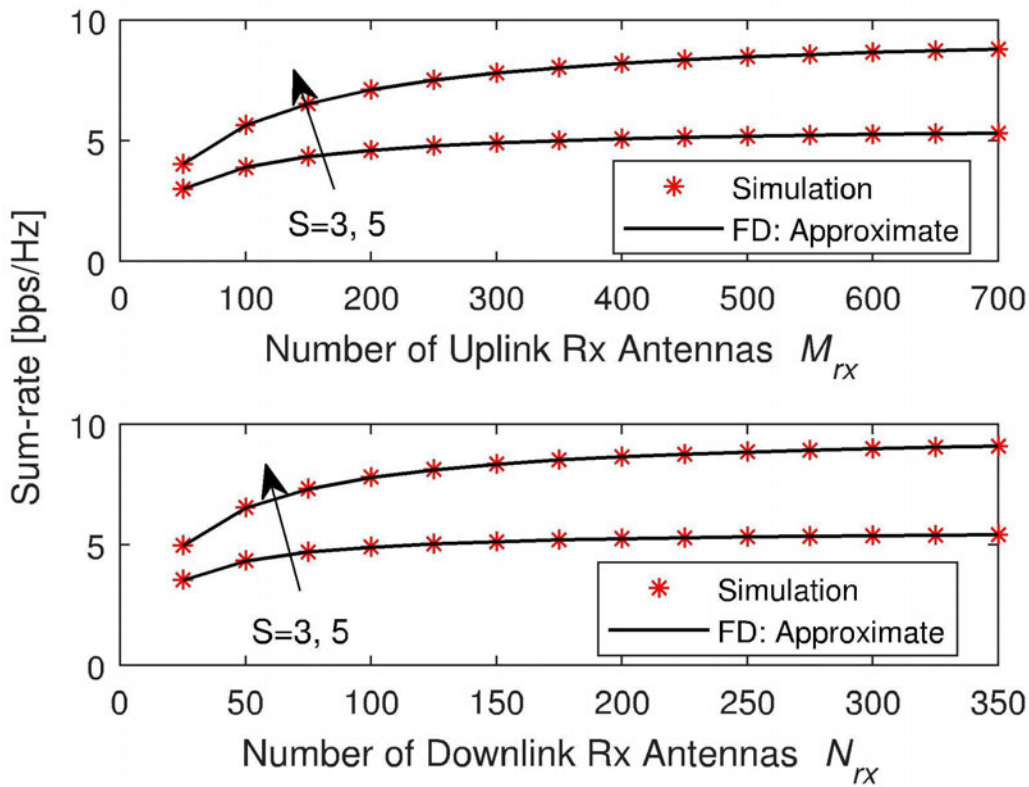 Sum-rate [bps/Hz]
10
5
0
S=3, 5
Simulation
FD: Approximate
0 100 200 300 400 500 600 700
Number of Uplink Rx Antennas M_rx
10
5
0
S=3, 5
Simulation
FD: Approximate
0 50 100 150 200 250 300 350
Number of Downlink Rx Antennas N_rx